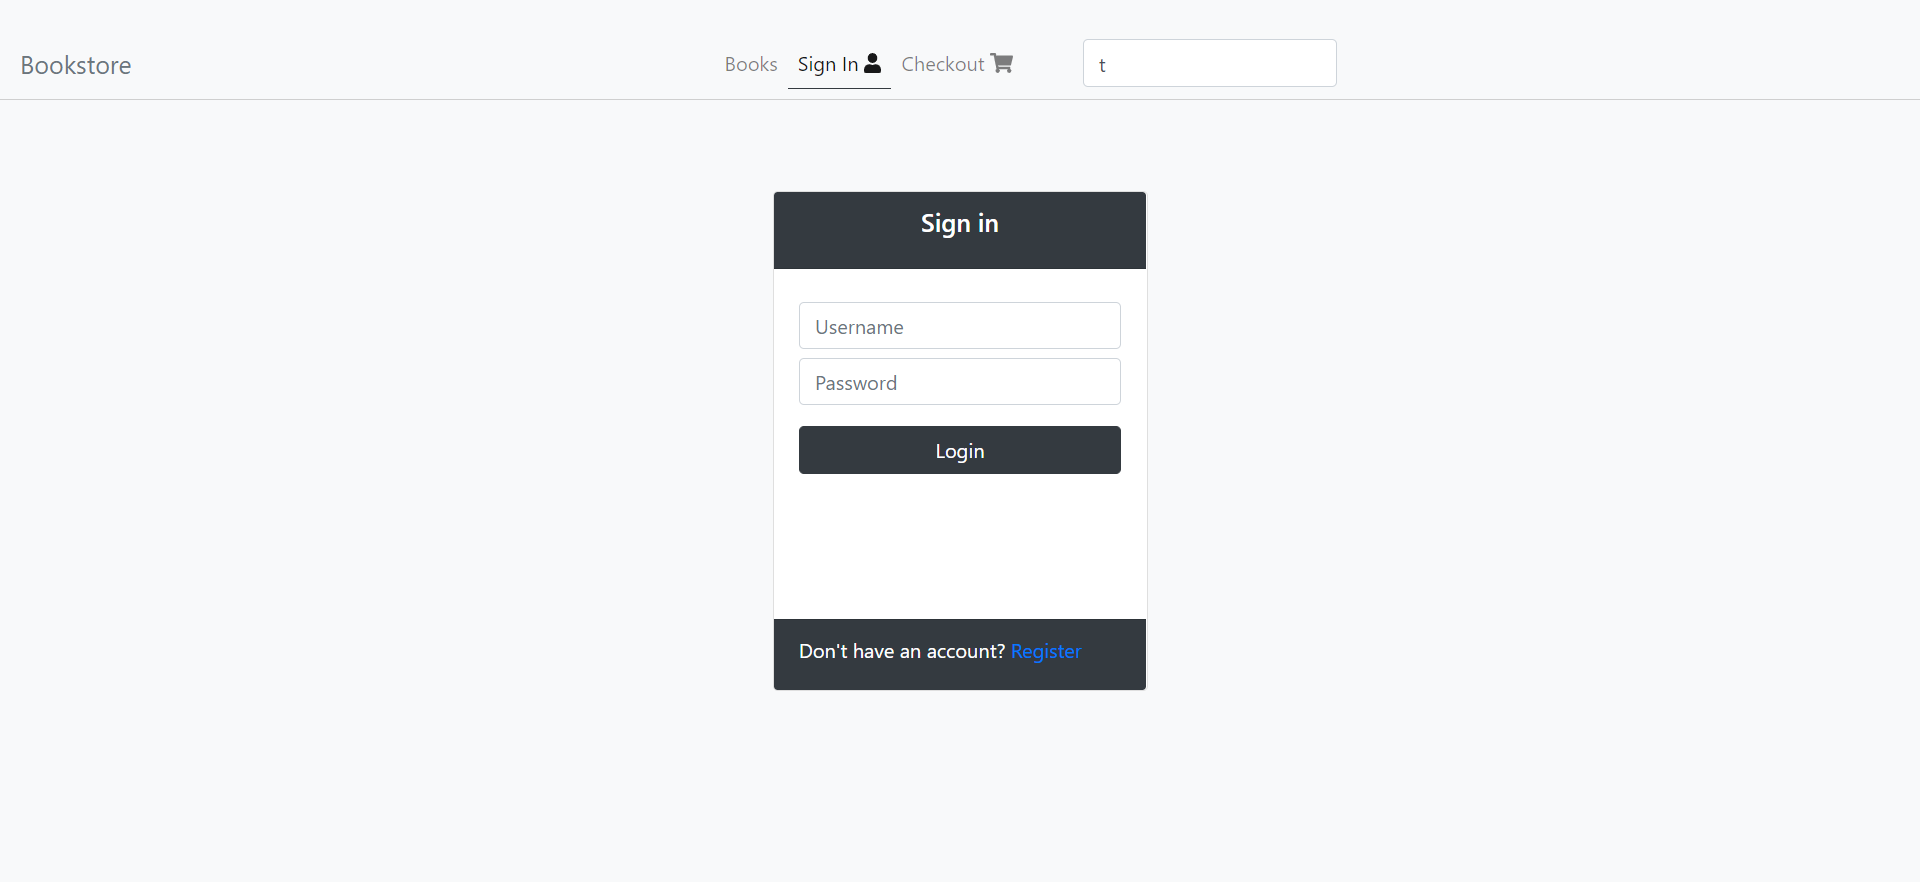 Bookstore
Books
Sign In
Checkout
t
Sign in
Username
Password
Login
Don't have an account? Register